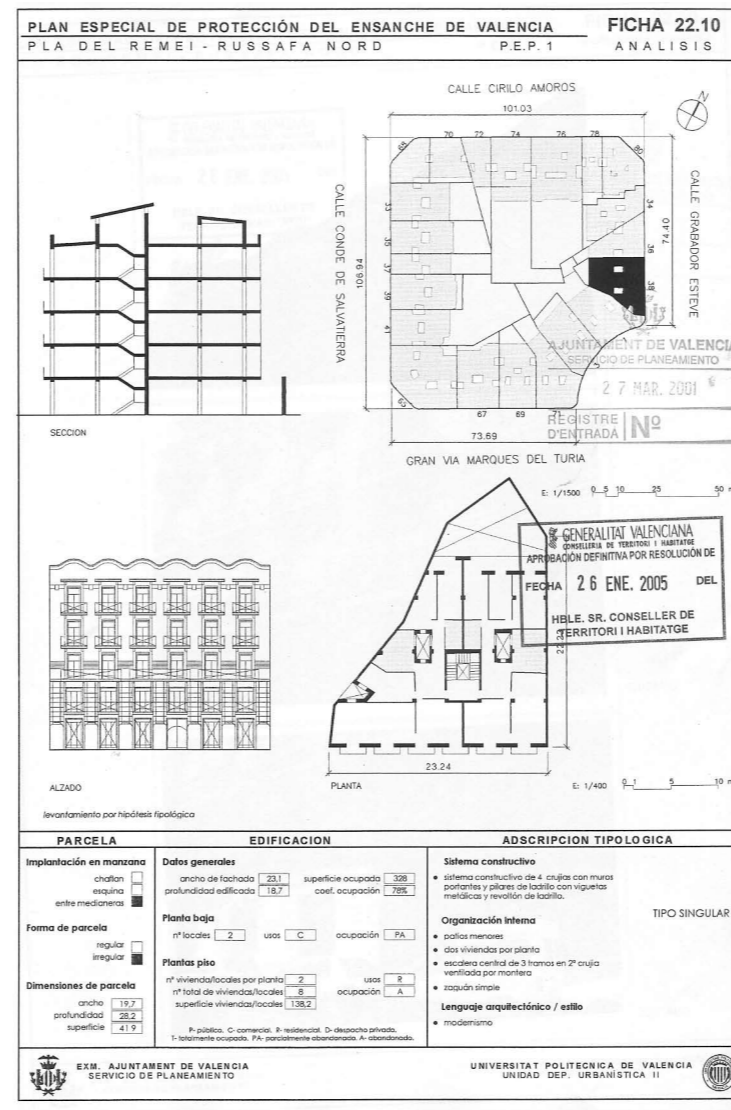 PLAN ESPECIAL DE PROTECCIÓN DEL ENSANCHE DE VALENCIA
FICHA 22.10
PLA DEL REMEI - RUSSAFA NORD
P.E.P. 1
ANALISIS
CALLE CIRILO AMOROS
101.03
N
65
70
72
74
76
78
80
CALLE CONDE DE SALVATIERRA
106.94
33
35
37
39
41
63
34
36
38
74.40
CALLE GRABADOR ESTEVE
67
69
71
73.69
GRAN VIA MARQUES DEL TURIA
AJUNTAMENT DE VALENCIA
SERVICIO DE PLANEAMIENTO
27 MAR. 2001
REGISTRE
D'ENTRADA
Nº
SECCION
E: 1/1500
0 5 10 25 50 m
GENERALITAT VALENCIANA
CONSELLERIA DE TERRITORI I HABITATGE
APROBACIÓN DEFINITIVA POR RESOLUCIÓN DE
FECHA 26 ENE. 2005 DEL
HBLE. SR. CONSELLER DE
TERRITORI I HABITATGE
23.24
ALZADO
PLANTA
E: 1/400
0 1 5 10 m
levantamiento por hipótesis tipológica
PARCELA
Implantación en manzana
chaflan
esquina
entre medianeras
Forma de parcela
regular
irregular
Dimensiones de parcela
ancho 19,7
profundidad 28,2
superficie 419
EDIFICACION
Datos generales
ancho de fachada 23,1 superficie ocupada 328
profundidad edificada 18,7 coef. ocupación 78%
Planta baja
nº locales 2 usos C ocupación PA
Plantas piso
nº vivienda/locales por planta 2 usos R
nº total de viviendas/locales 8 ocupación A
superficie viviendas/locales 138,2
P- público. C- comercial. R- residencial. D- despacho privado.
T- totalmente ocupada. PA- parcialmente abandonada. A- abandonada.
ADSCRIPCION TIPOLOGICA
Sistema constructivo
• sistema constructivo de 4 crujias con muros
portantes y pilares de ladrillo con viguetas
metálicas y revoltón de ladrillo.
TIPO SINGULAR
Organización interna
• patios menores
• dos viviendas por planta
• escalera central de 3 tramos en 2ª crujia
ventilada por montera
• zaguán simple
Lenguaje arquitectónico / estilo
• modernismo
EXM. AJUNTAMENT DE VALENCIA
SERVICIO DE PLANEAMIENTO
UNIVERSITAT POLITECNICA DE VALENCIA
UNIDAD DEP. URBANÍSTICA II